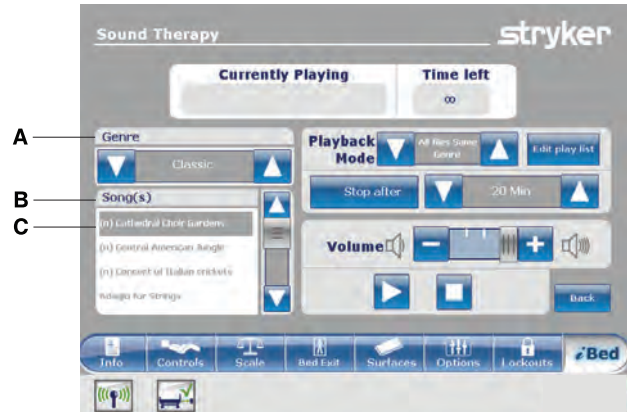 Sound Therapy
stryker
Currently Playing
Time left
∞
A
Genre
Classic
B
Song(s)
C
(n) Cathedral Choir Gardens
(n) Central American Jungle
(n) Concert of Italian crickets
Adagio for Strings
Playback
Mode
All files Same
Genre
Edit play list
Stop after
20 Min
Volume
Back
Info
Controls
Scale
Bed Exit
Surfaces
Options
Lockouts
iBed